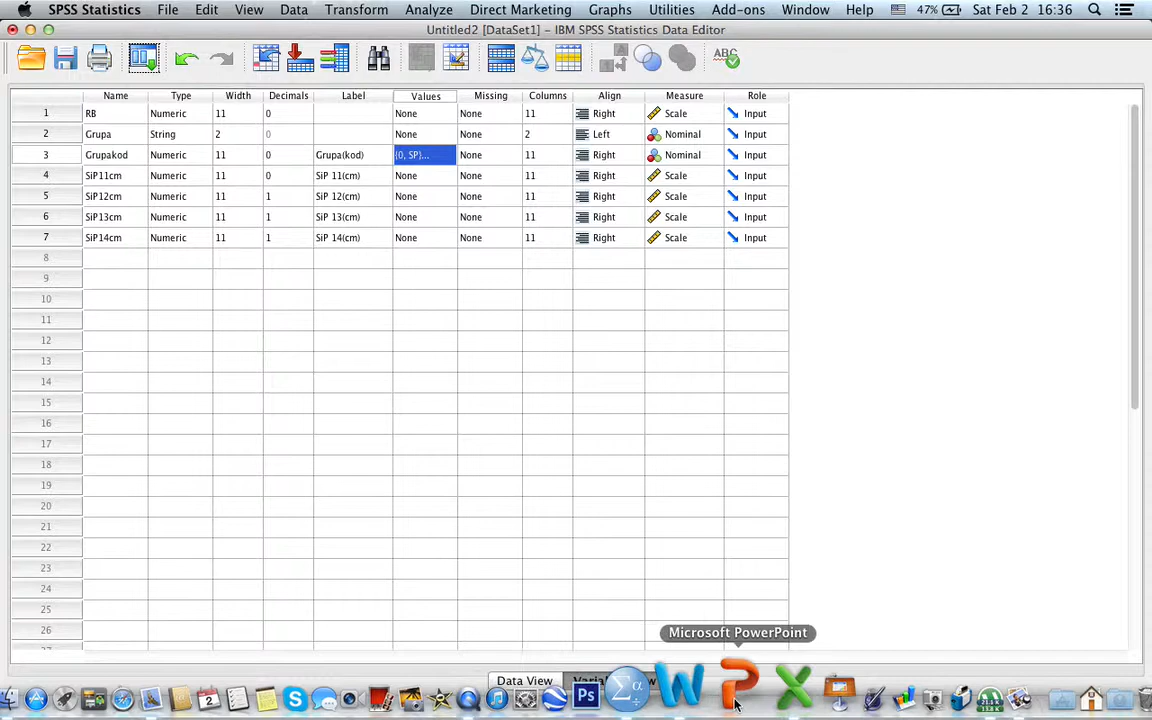 SPSS Statistics File Edit View Data Transform Analyze Direct Marketing Graphs Utilities Add-ons Window Help 47% Sat Feb 2 16:36
Untitled2 [DataSet1] – IBM SPSS Statistics Data Editor
Name Type Width Decimals Label Values Missing Columns Align Measure Role
1 RB Numeric 11 0 None None 11 Right Scale Input
2 Grupa String 2 0 None None 2 Left Nominal Input
3 Grupakod Numeric 11 0 Grupa(kod) {0, SP}... None 11 Right Nominal Input
4 SiP11cm Numeric 11 0 SiP 11(cm) None None 11 Right Scale Input
5 SiP12cm Numeric 11 1 SiP 12(cm) None None 11 Right Scale Input
6 SiP13cm Numeric 11 1 SiP 13(cm) None None 11 Right Scale Input
7 SiP14cm Numeric 11 1 SiP 14(cm) None None 11 Right Scale Input
8
9
10
11
12
13
14
15
16
17
18
19
20
21
22
23
24
25
26
Microsoft PowerPoint
Data View